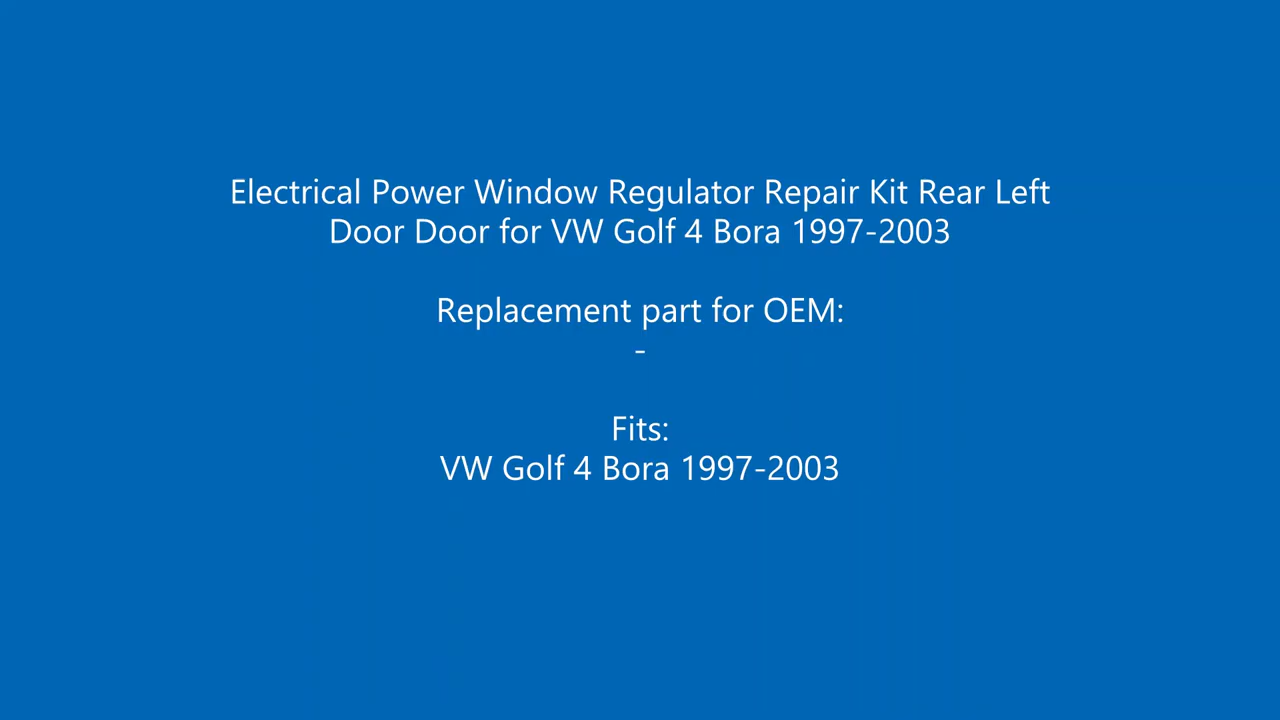 Electrical Power Window Regulator Repair Kit Rear Left
Door Door for VW Golf 4 Bora 1997-2003
Replacement part for OEM:
-
Fits:
VW Golf 4 Bora 1997-2003